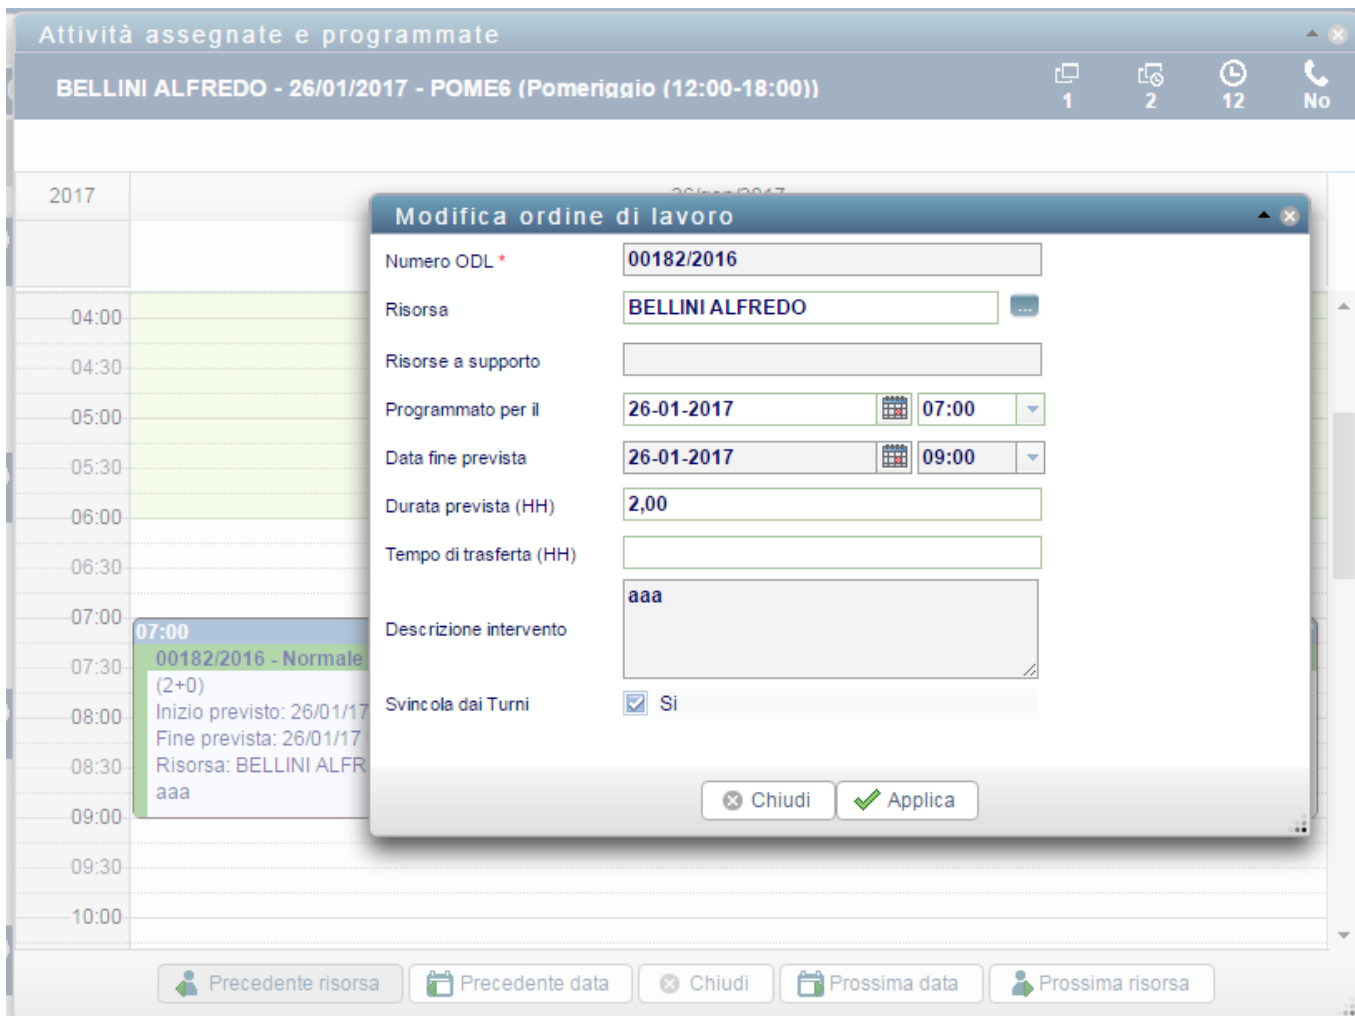 Attività assegnate e programmate
BELLINI ALFREDO - 26/01/2017 - POME6 (Pomeriggio (12:00-18:00))
1
2
12
No
2017
26/gen/2017
Modifica ordine di lavoro
Numero ODL *
00182/2016
Risorsa
BELLINI ALFREDO
...
Risorse a supporto
Programmato per il
26-01-2017
07:00
Data fine prevista
26-01-2017
09:00
Durata prevista (HH)
2,00
Tempo di trasferta (HH)
Descrizione intervento
aaa
Svincola dai Turni
Si
Chiudi
Applica
04:00
04:30
05:00
05:30
06:00
06:30
07:00
07:30
08:00
08:30
09:00
09:30
10:00
07:00
00182/2016 - Normale
(2+0)
Inizio previsto: 26/01/17
Fine prevista: 26/01/17
Risorsa: BELLINI ALFR
aaa
Precedente risorsa
Precedente data
Chiudi
Prossima data
Prossima risorsa